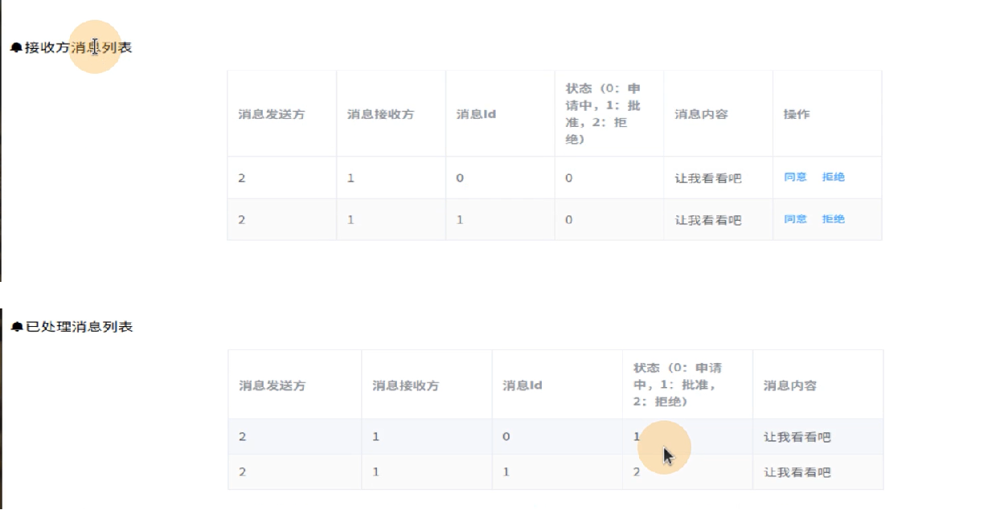 接收方消息列表
消息发送方 消息接收方 消息Id 状态（0：申请中，1：批准，2：拒绝） 消息内容 操作
2 1 0 0 让我看看吧 同意 拒绝
2 1 1 0 让我看看吧 同意 拒绝
已处理消息列表
消息发送方 消息接收方 消息Id 状态（0：申请中，1：批准，2：拒绝） 消息内容
2 1 0 1 让我看看吧
2 1 1 2 让我看看吧